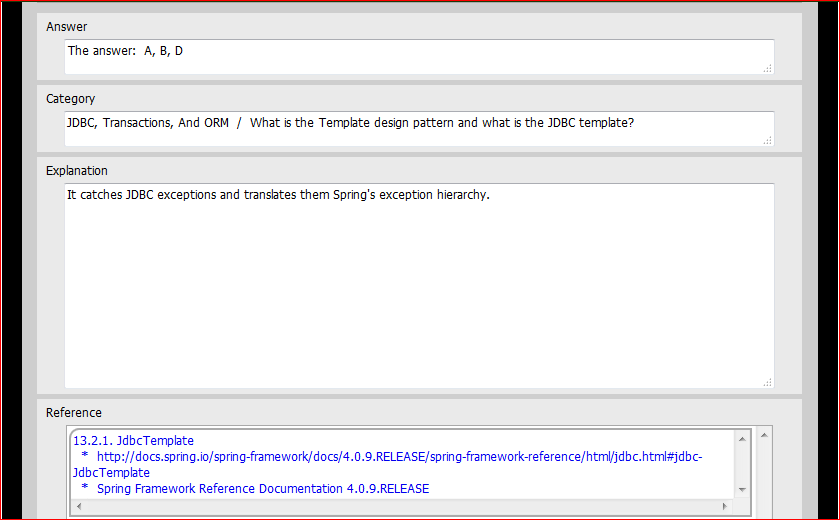 Answer
The answer:  A, B, D
Category
JDBC, Transactions, And ORM  /  What is the Template design pattern and what is the JDBC template?
Explanation
It catches JDBC exceptions and translates them Spring's exception hierarchy.
Reference
13.2.1. JdbcTemplate
*  http://docs.spring.io/spring-framework/docs/4.0.9.RELEASE/spring-framework-reference/html/jdbc.html#jdbc-
JdbcTemplate
*  Spring Framework Reference Documentation 4.0.9.RELEASE